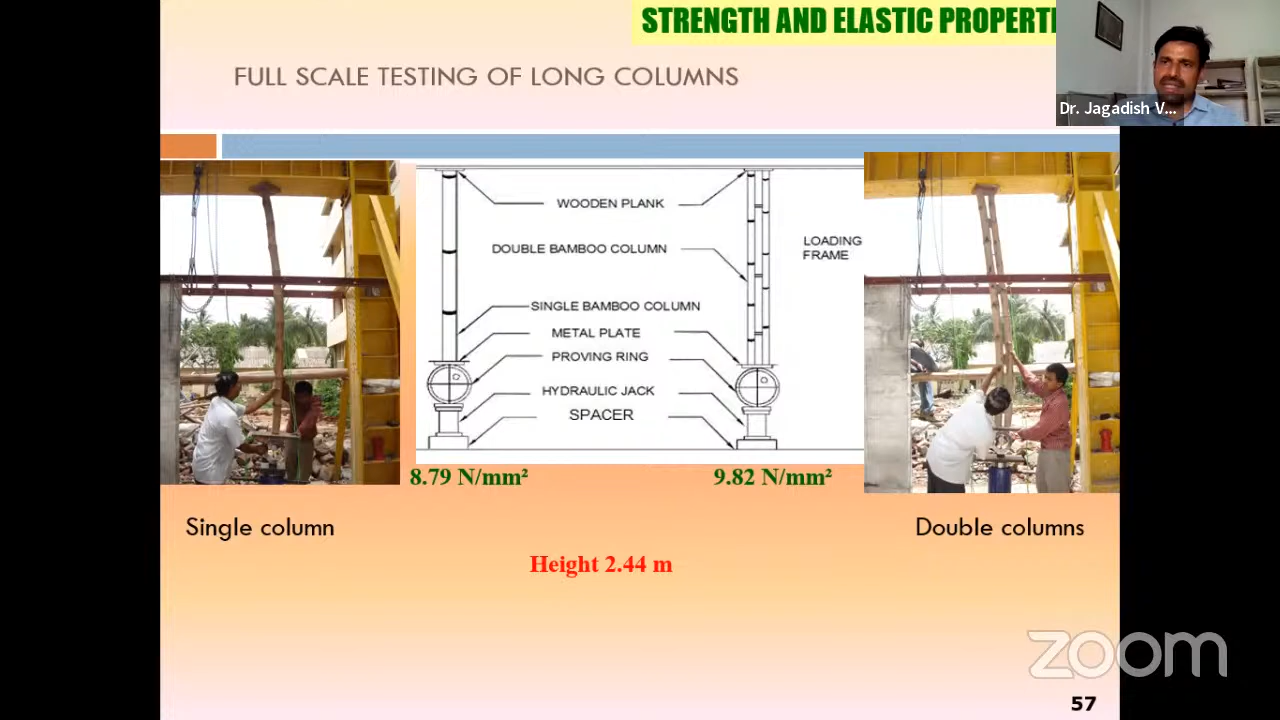 STRENGTH AND ELASTIC PROPERTI
FULL SCALE TESTING OF LONG COLUMNS
Dr. Jagadish V...
WOODEN PLANK
DOUBLE BAMBOO COLUMN
LOADING
FRAME
SINGLE BAMBOO COLUMN
METAL PLATE
PROVING RING
HYDRAULIC JACK
SPACER
8.79 N/mm²
9.82 N/mm²
Single column
Double columns
Height 2.44 m
zoom
57